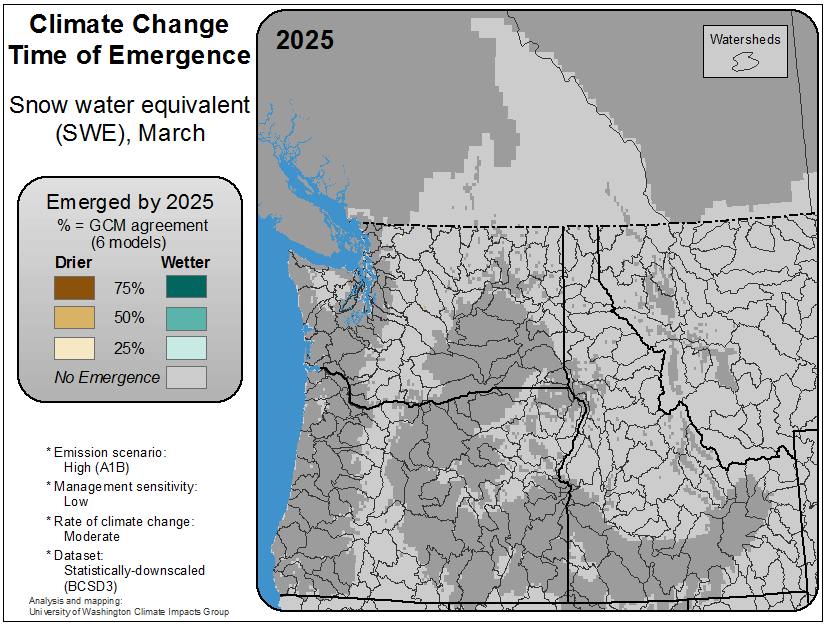 Climate Change
Time of Emergence
Snow water equivalent
(SWE), March
2025
Watersheds
Emerged by 2025
% = GCM agreement
(6 models)
Drier Wetter
75%
50%
25%
No Emergence
* Emission scenario:
High (A1B)
* Management sensitivity:
Low
* Rate of climate change:
Moderate
* Dataset:
Statistically-downscaled
(BCSD3)
Analysis and mapping:
University of Washington Climate Impacts Group